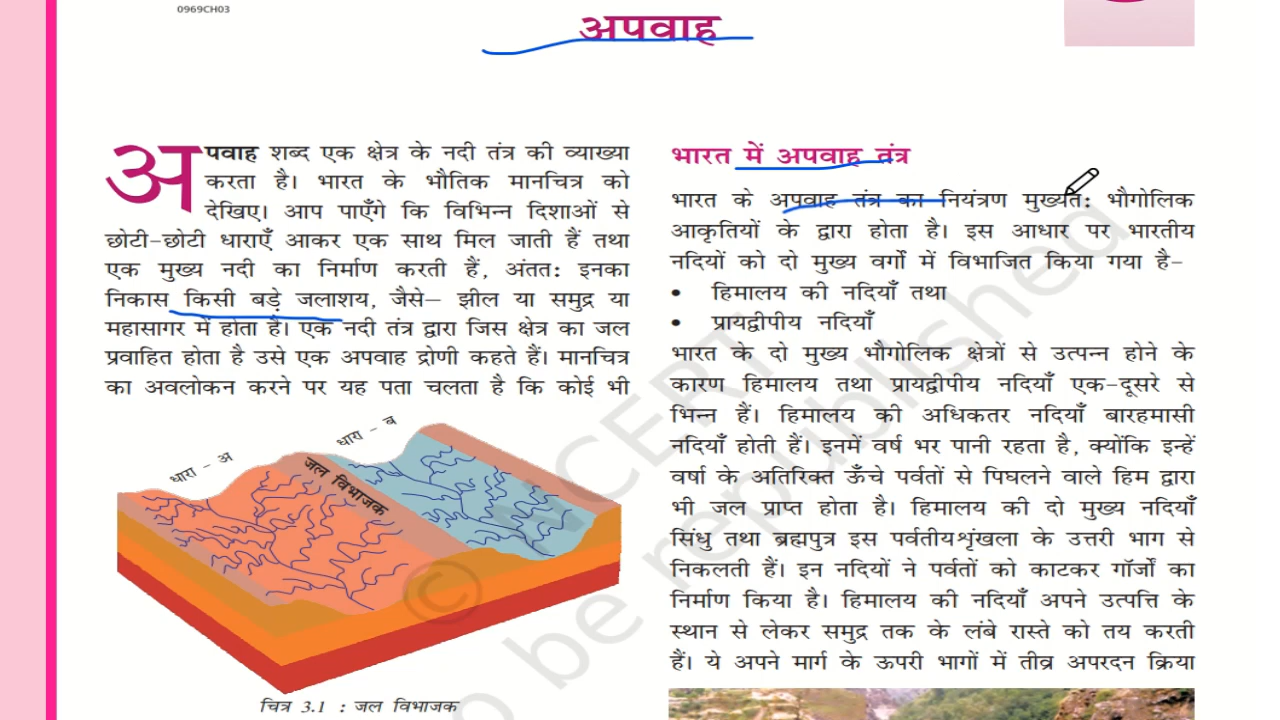 0969CH03
अपवाह
अपवाह शब्द एक क्षेत्र के नदी तंत्र की व्याख्या
करता है। भारत के भौतिक मानचित्र को
देखिए। आप पाएँगे कि विभिन्न दिशाओं से
छोटी-छोटी धाराएँ आकर एक साथ मिल जाती हैं तथा
एक मुख्य नदी का निर्माण करती हैं, अंततः इनका
निकास किसी बड़े जलाशय, जैसे– झील या समुद्र या
महासागर में होता है। एक नदी तंत्र द्वारा जिस क्षेत्र का जल
प्रवाहित होता है उसे एक अपवाह द्रोणी कहते हैं। मानचित्र
का अवलोकन करने पर यह पता चलता है कि कोई भी
धारा - अ
धारा - ब
जल विभाजक
चित्र 3.1 : जल विभाजक
भारत में अपवाह तंत्र
भारत के अपवाह तंत्र का नियंत्रण मुख्यतः भौगोलिक
आकृतियों के द्वारा होता है। इस आधार पर भारतीय
नदियों को दो मुख्य वर्गों में विभाजित किया गया है–
• हिमालय की नदियाँ तथा
• प्रायद्वीपीय नदियाँ
भारत के दो मुख्य भौगोलिक क्षेत्रों से उत्पन्न होने के
कारण हिमालय तथा प्रायद्वीपीय नदियाँ एक-दूसरे से
भिन्न हैं। हिमालय की अधिकतर नदियाँ बारहमासी
नदियाँ होती हैं। इनमें वर्ष भर पानी रहता है, क्योंकि इन्हें
वर्षा के अतिरिक्त ऊँचे पर्वतों से पिघलने वाले हिम द्वारा
भी जल प्राप्त होता है। हिमालय की दो मुख्य नदियाँ
सिंधु तथा ब्रह्मपुत्र इस पर्वतीय शृंखला के उत्तरी भाग से
निकलती हैं। इन नदियों ने पर्वतों को काटकर गॉर्जों का
निर्माण किया है। हिमालय की नदियाँ अपने उत्पत्ति के
स्थान से लेकर समुद्र तक के लंबे रास्ते को तय करती
हैं। ये अपने मार्ग के ऊपरी भागों में तीव्र अपरदन क्रिया
© NCERT
o be republished